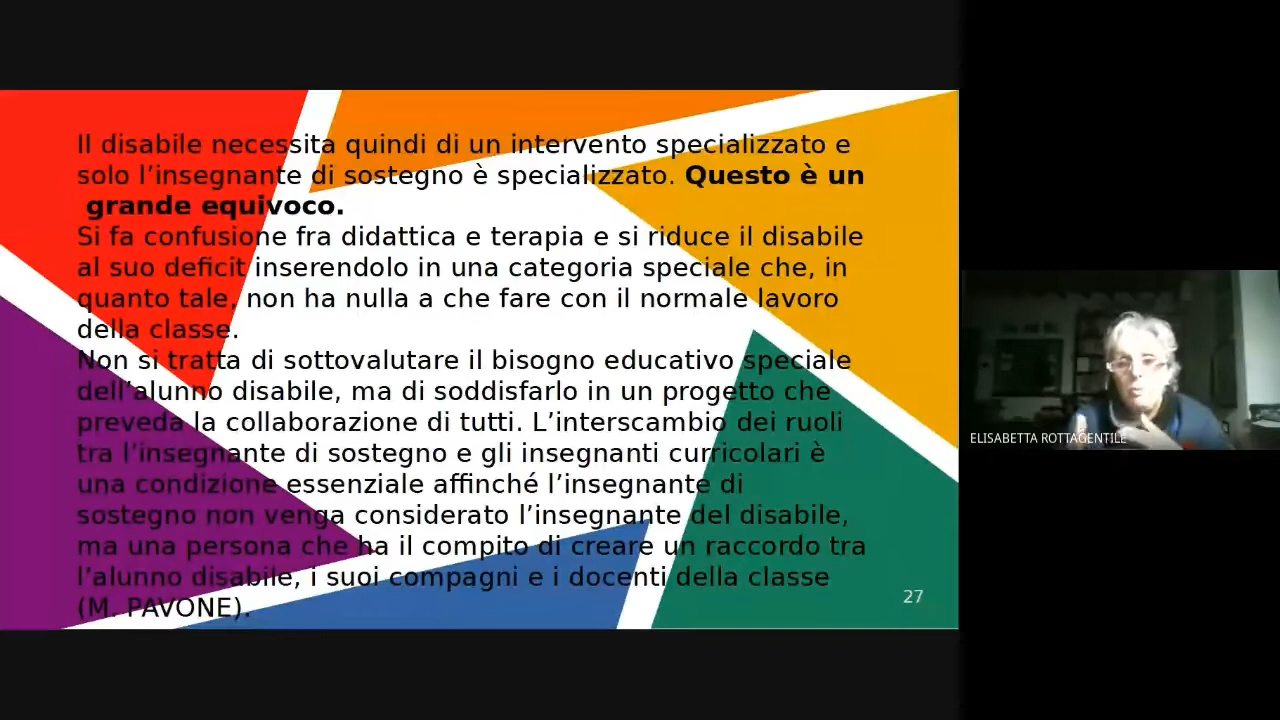 Il disabile necessita quindi di un intervento specializzato e
solo l’insegnante di sostegno è specializzato. Questo è un
grande equivoco.
Si fa confusione fra didattica e terapia e si riduce il disabile
al suo deficit inserendolo in una categoria speciale che, in
quanto tale, non ha nulla a che fare con il normale lavoro
della classe.
Non si tratta di sottovalutare il bisogno educativo speciale
dell’alunno disabile, ma di soddisfarlo in un progetto che
preveda la collaborazione di tutti. L’interscambio dei ruoli
tra l’insegnante di sostegno e gli insegnanti curricolari è
una condizione essenziale affinché l’insegnante di
sostegno non venga considerato l’insegnante del disabile,
ma una persona che ha il compito di creare un raccordo tra
l’alunno disabile, i suoi compagni e i docenti della classe
(M. PAVONE).
27
ELISABETTA ROTTAGENTILE